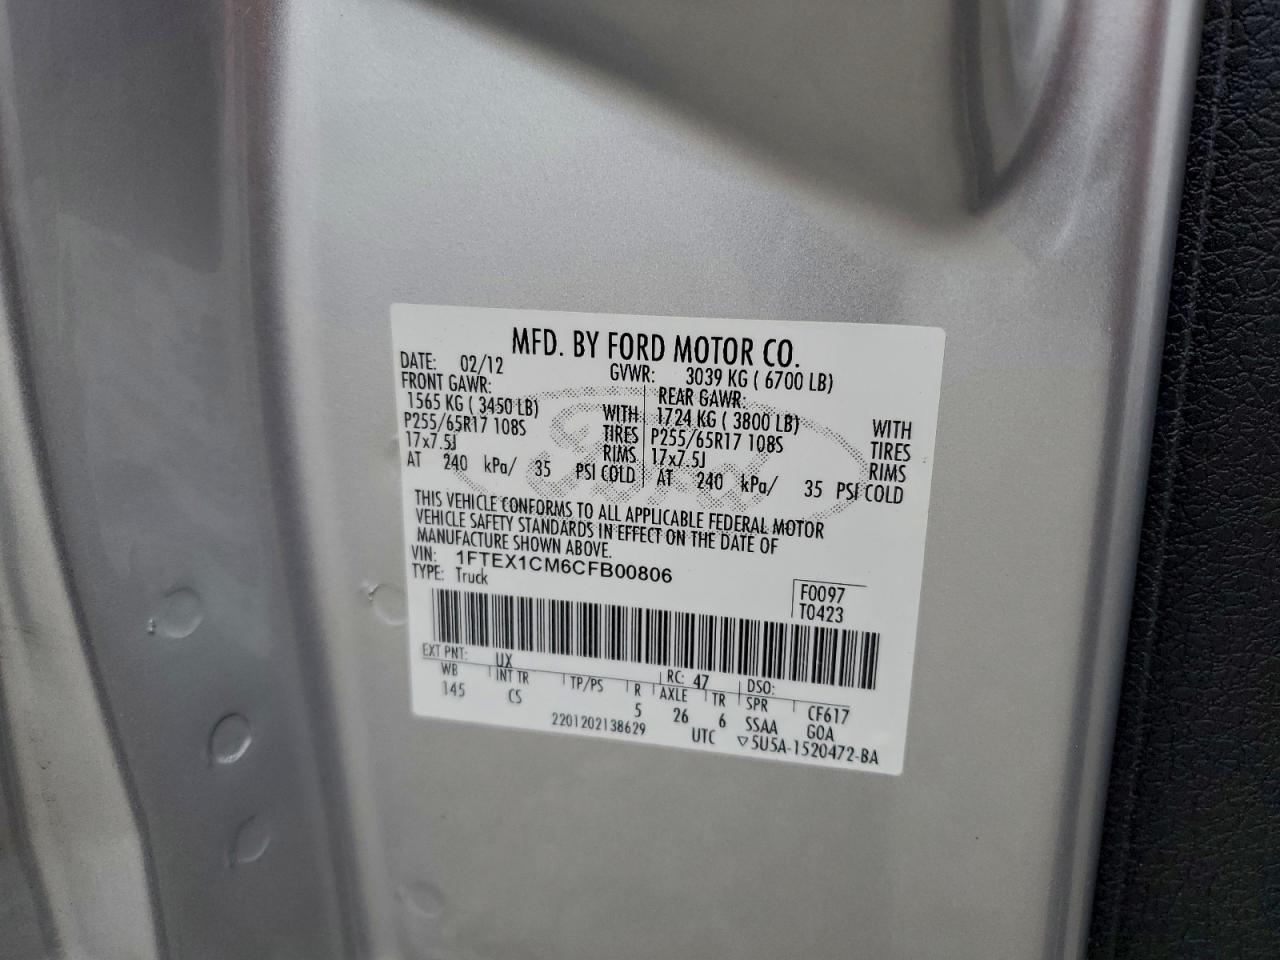 MFD. BY FORD MOTOR CO.
DATE: 02/12 GVWR: 3039 KG ( 6700 LB)
FRONT GAWR: REAR GAWR:
1565 KG ( 3450 LB) WITH 1724 KG ( 3800 LB) WITH
P255/65R17 108S TIRES P255/65R17 108S TIRES
17x7.5J RIMS 17x7.5J RIMS
AT 240 kPa/ 35 PSI COLD AT 240 kPa/ 35 PSI COLD
THIS VEHICLE CONFORMS TO ALL APPLICABLE FEDERAL MOTOR
VEHICLE SAFETY STANDARDS IN EFFECT ON THE DATE OF
MANUFACTURE SHOWN ABOVE.
VIN: 1FTEX1CM6CFB00806
TYPE: Truck
F0097
T0423
EXT PNT: UX RC: 47 DSO:
WB INT TR TP/PS R AXLE TR SPR CF617
145 CS 5 26 6 SSAA GOA
2201202138629 UTC ▽5U5A-1520472-BA
Ford